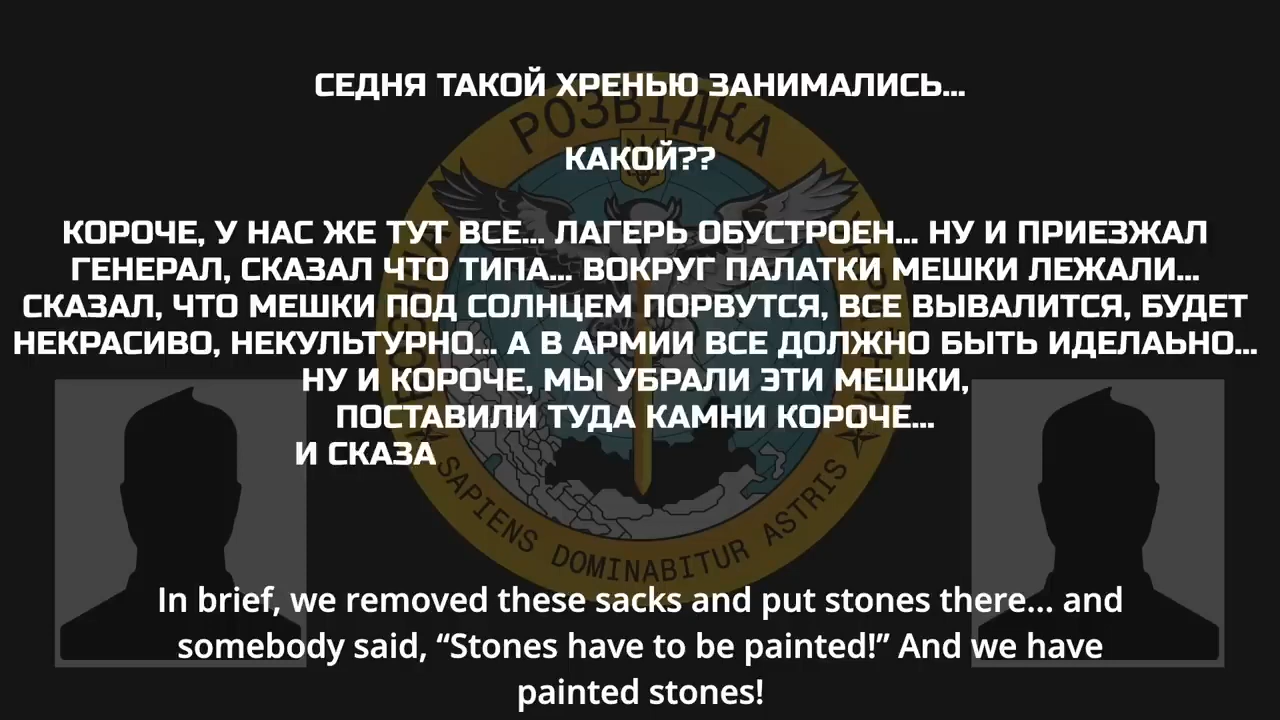 СЕДНЯ ТАКОЙ ХРЕНЬЮ ЗАНИМАЛИСЬ...
РОЗВІДКА
КАКОЙ??
КОРОЧЕ, У НАС ЖЕ ТУТ ВСЕ... ЛАГЕРЬ ОБУСТРОЕН... НУ И ПРИЕЗЖАЛ
ГЕНЕРАЛ, СКАЗАЛ ЧТО ТИПА... ВОКРУГ ПАЛАТКИ МЕШКИ ЛЕЖАЛИ...
СКАЗАЛ, ЧТО МЕШКИ ПОД СОЛНЦЕМ ПОРВУТСЯ, ВСЕ ВЫВАЛИТСЯ, БУДЕТ
НЕКРАСИВО, НЕКУЛЬТУРНО... А В АРМИИ ВСЕ ДОЛЖНО БЫТЬ ИДЕЛАЬНО...
НУ И КОРОЧЕ, МЫ УБРАЛИ ЭТИ МЕШКИ,
ПОСТАВИЛИ ТУДА КАМНИ КОРОЧЕ...
И СКАЗА
SAPIENS DOMINABITUR ASTRIS
In brief, we removed these sacks and put stones there... and
somebody said, “Stones have to be painted!” And we have
painted stones!